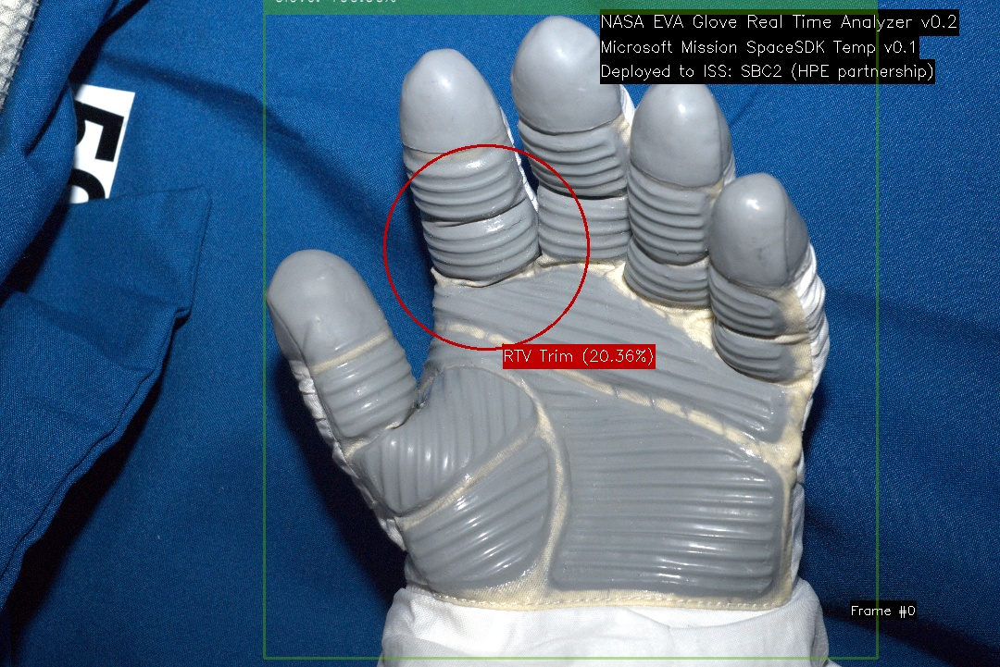 NASA EVA Glove Real Time Analyzer v0.2
Microsoft Mission SpaceSDK Temp v0.1
Deployed to ISS: SBC2 (HPE partnership)
RTV Trim (20.36%)
Frame #0